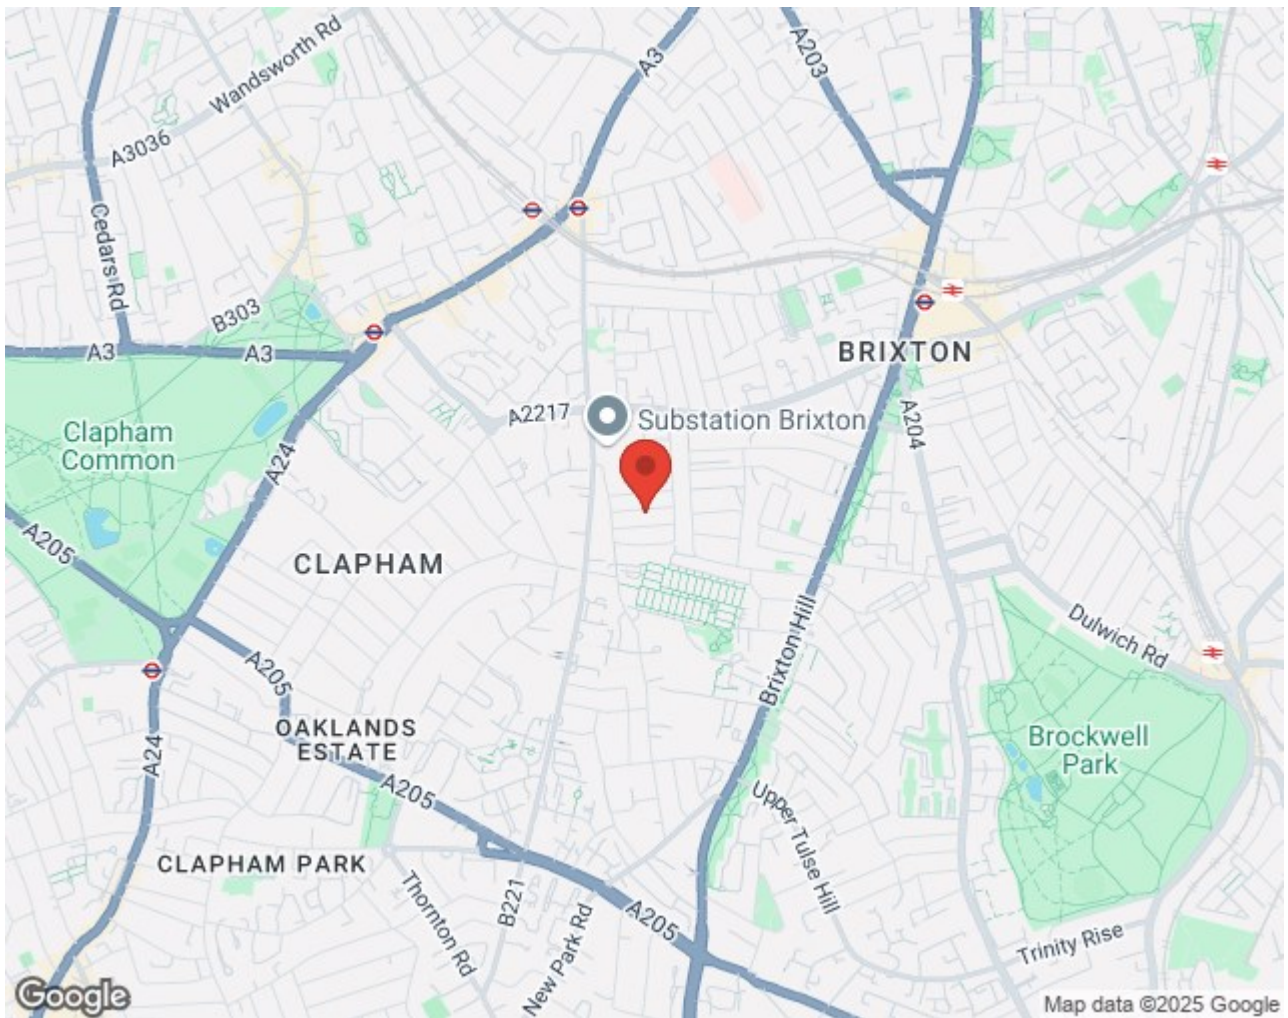 Wandsworth Rd
A3
A203
A3036
Cedars Rd
B303
A3
A3
BRIXTON
A2217
Substation Brixton
A204
Clapham
Common
A24
A205
CLAPHAM
Dulwich Rd
Brixton Hill
A205
OAKLANDS
ESTATE
Brockwell
Park
A24
A205
Upper Tulse Hill
CLAPHAM PARK
Thornton Rd
B221
New Park Rd
A205
Trinity Rise
Google
Map data ©2025 Google